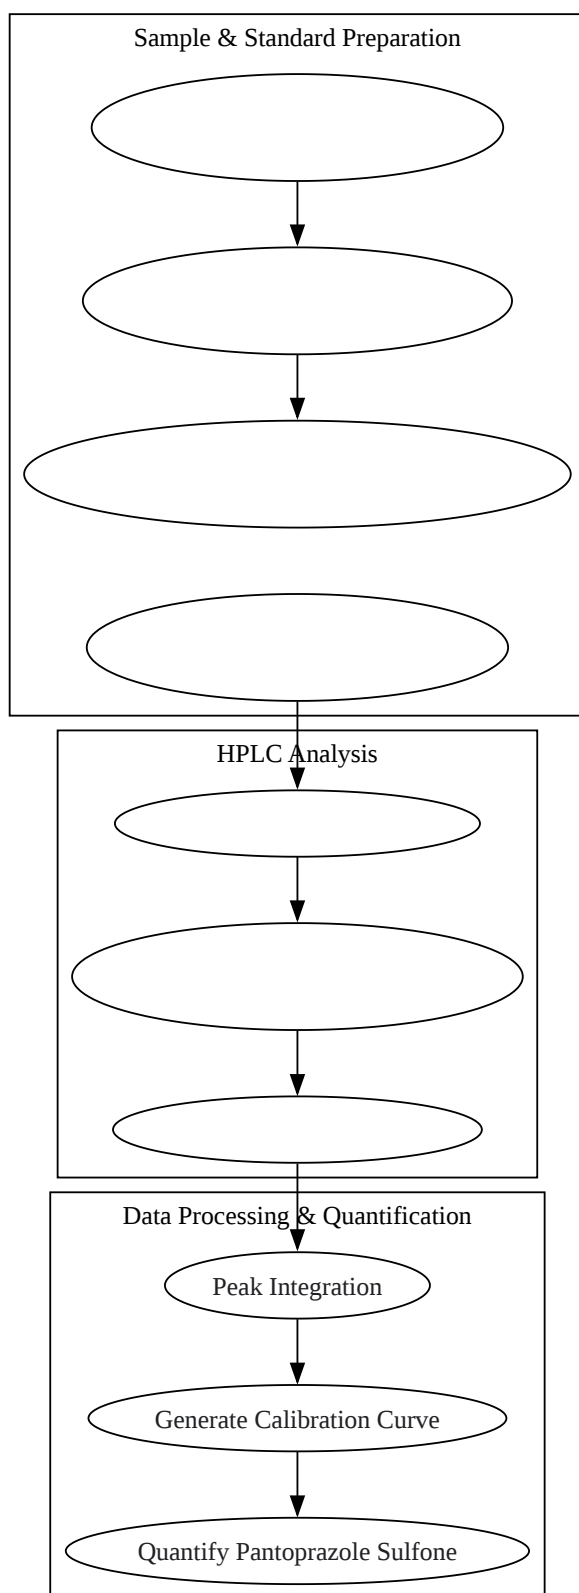 Sample & Standard Preparation
HPLC Analysis
Data Processing & Quantification
Peak Integration
Generate Calibration Curve
Quantify Pantoprazole Sulfone